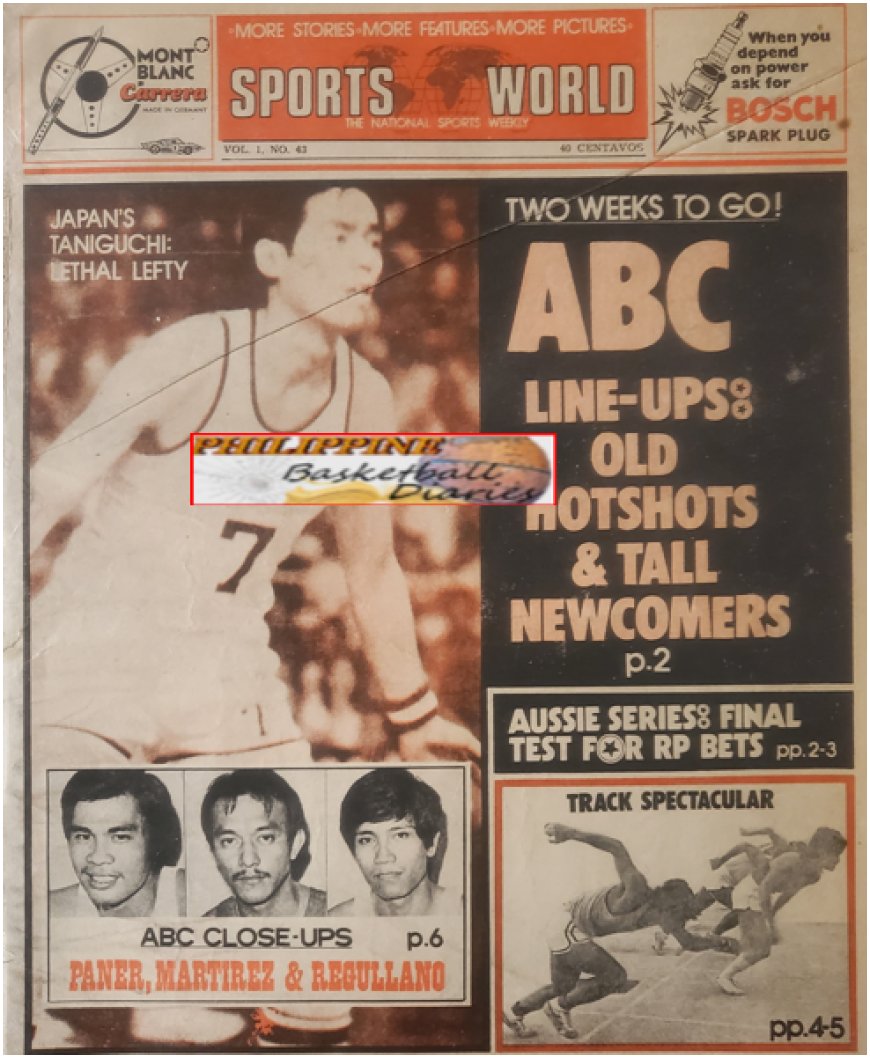 MONT
BLANC
Carrera
MADE IN GERMANY
•MORE STORIES•MORE FEATURES•MORE PICTURES•
SPORTS WORLD
THE NATIONAL SPORTS WEEKLY
VOL. 1, NO. 43
40 CENTAVOS
When you
depend
on power
ask for
BOSCH
SPARK PLUG
JAPAN'S
TANIGUCHI:
LETHAL LEFTY
TWO WEEKS TO GO!
ABC
LINE-UPS:
OLD
HOTSHOTS
& TALL
NEWCOMERS
p.2
PHILIPPINE
Basketball
Diaries
7
AUSSIE SERIES: FINAL
TEST FOR RP BETS pp.2-3
TRACK SPECTACULAR
pp.4-5
ABC CLOSE-UPS p.6
PANER, MARTIREZ & REGULLANO